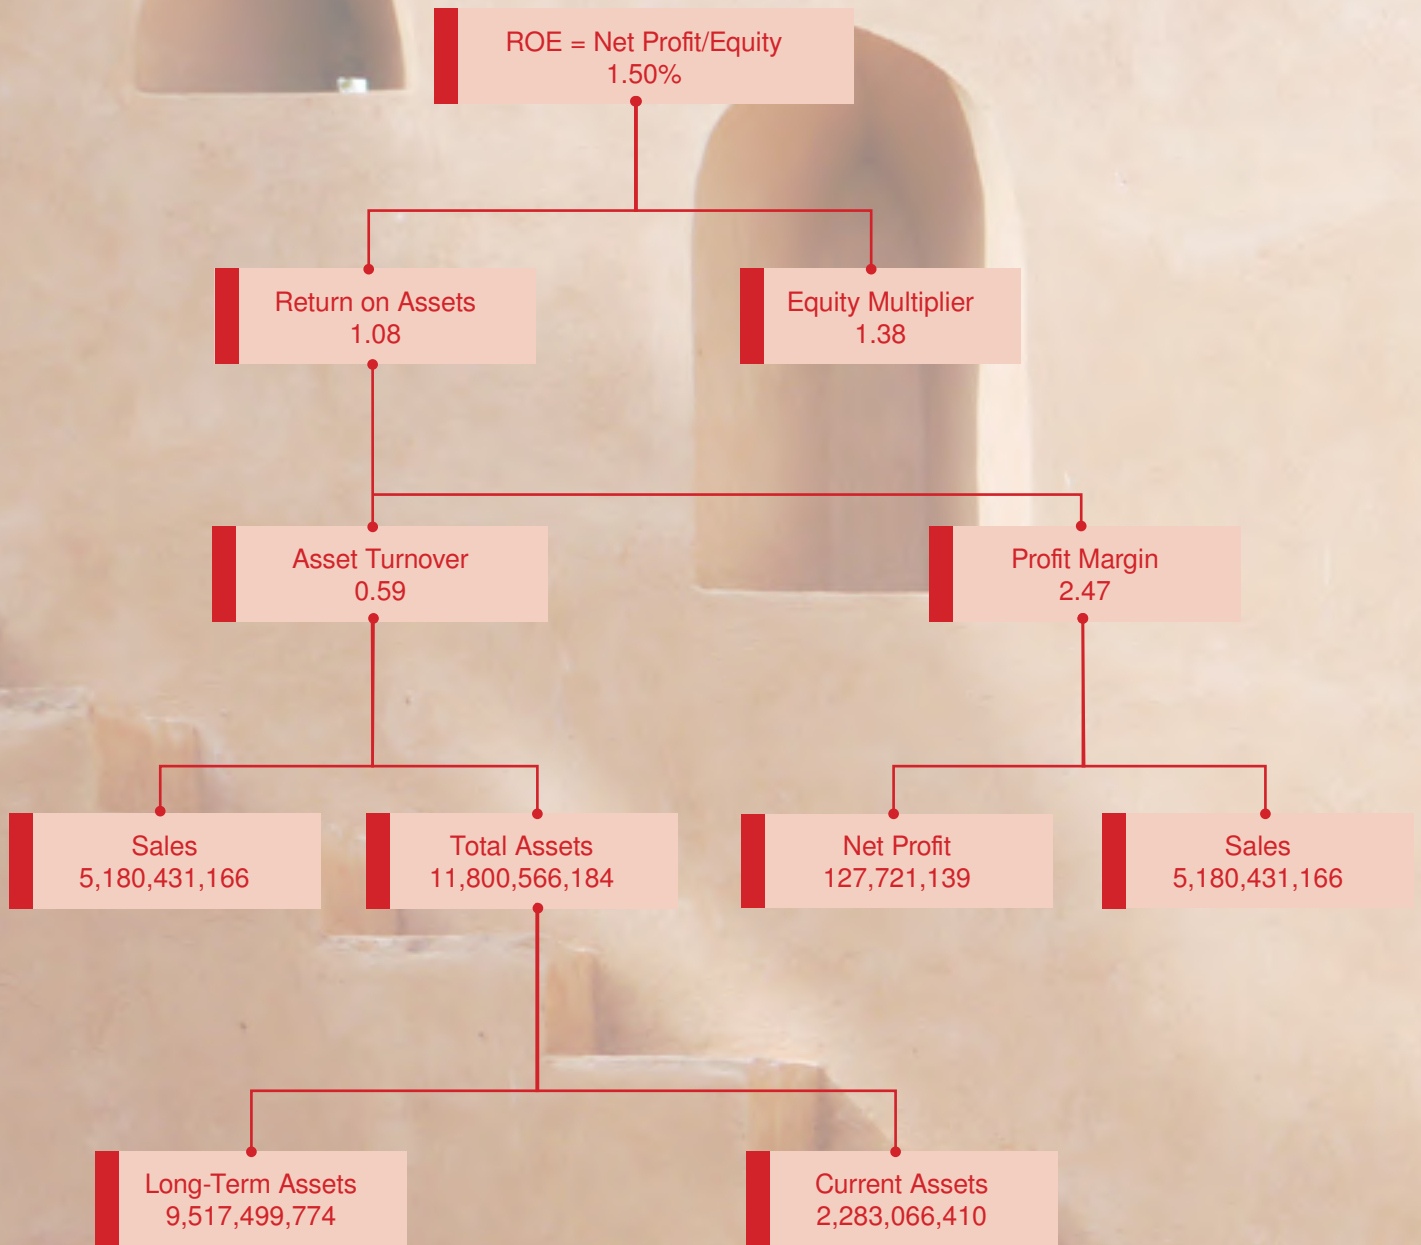 ROE = Net Profit/Equity
1.50%
Return on Assets
1.08
Equity Multiplier
1.38
Asset Turnover
0.59
Profit Margin
2.47
Sales
5,180,431,166
Total Assets
11,800,566,184
Net Profit
127,721,139
Sales
5,180,431,166
Long-Term Assets
9,517,499,774
Current Assets
2,283,066,410